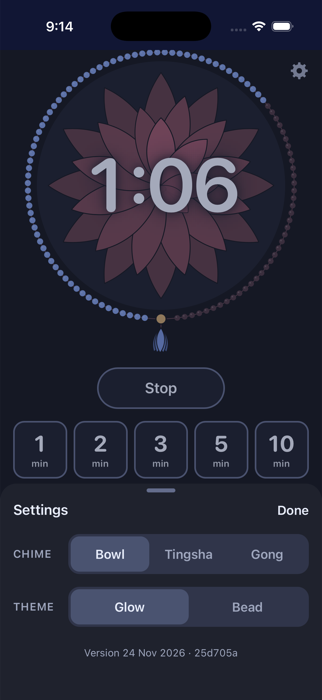 9:14
1:06
Stop
1 2 3 5 10
min min min min min
Settings Done
CHIME Bowl Tingsha Gong
THEME Glow Bead
Version 24 Nov 2026 · 25d705a